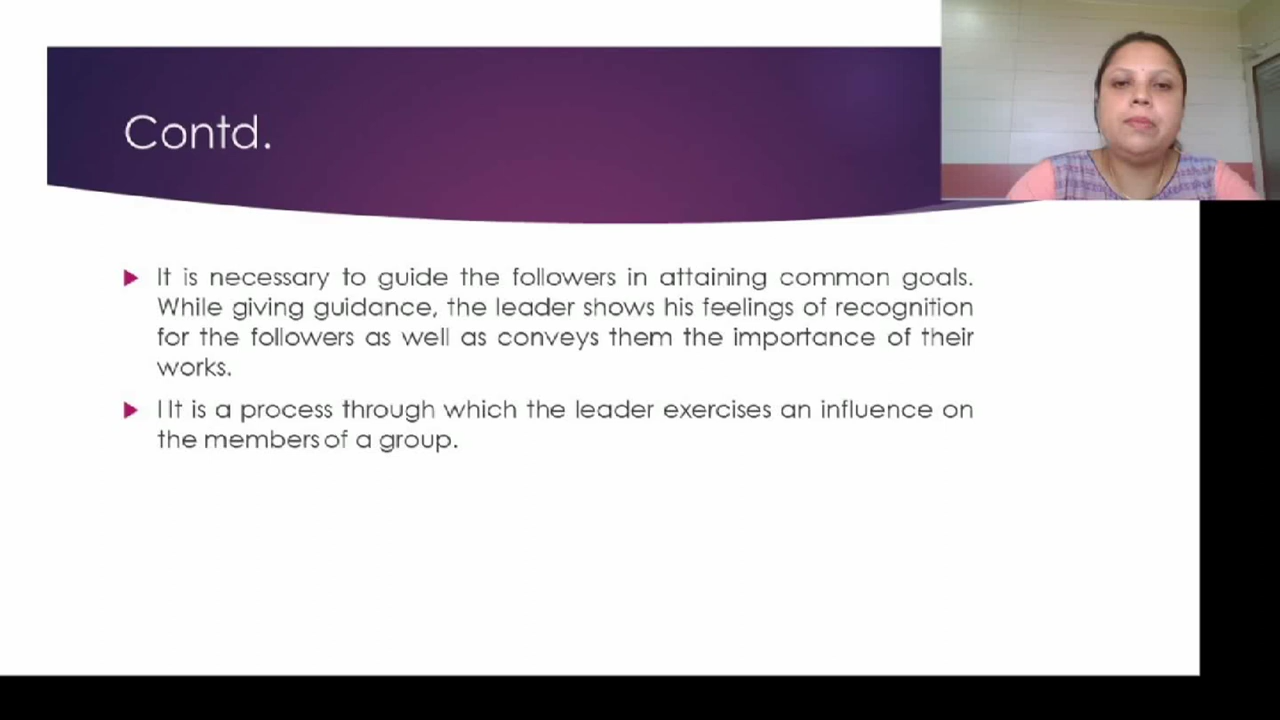 Contd.
It is necessary to guide the followers in attaining common goals.
While giving guidance, the leader shows his feelings of recognition
for the followers as well as conveys them the importance of their
works.
I It is a process through which the leader exercises an influence on
the members of a group.